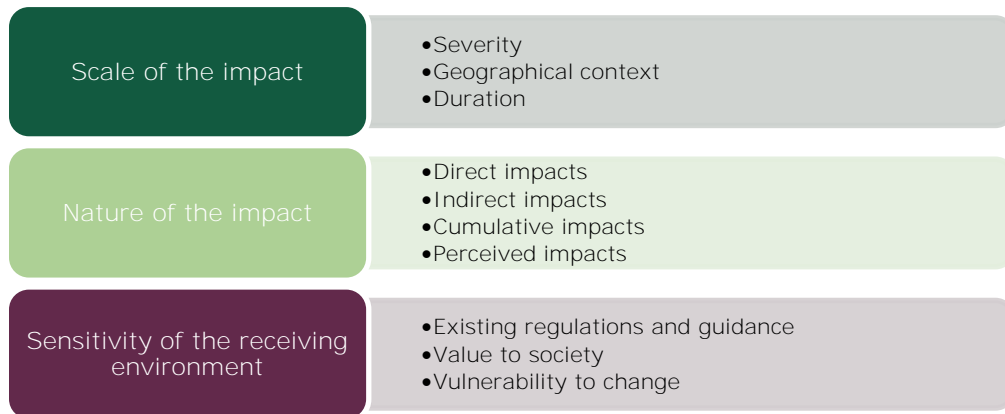 Scale of the impact
•Severity
•Geographical context
•Duration
Nature of the impact
•Direct impacts
•Indirect impacts
•Cumulative impacts
•Perceived impacts
Sensitivity of the receiving
environment
•Existing regulations and guidance
•Value to society
•Vulnerability to change